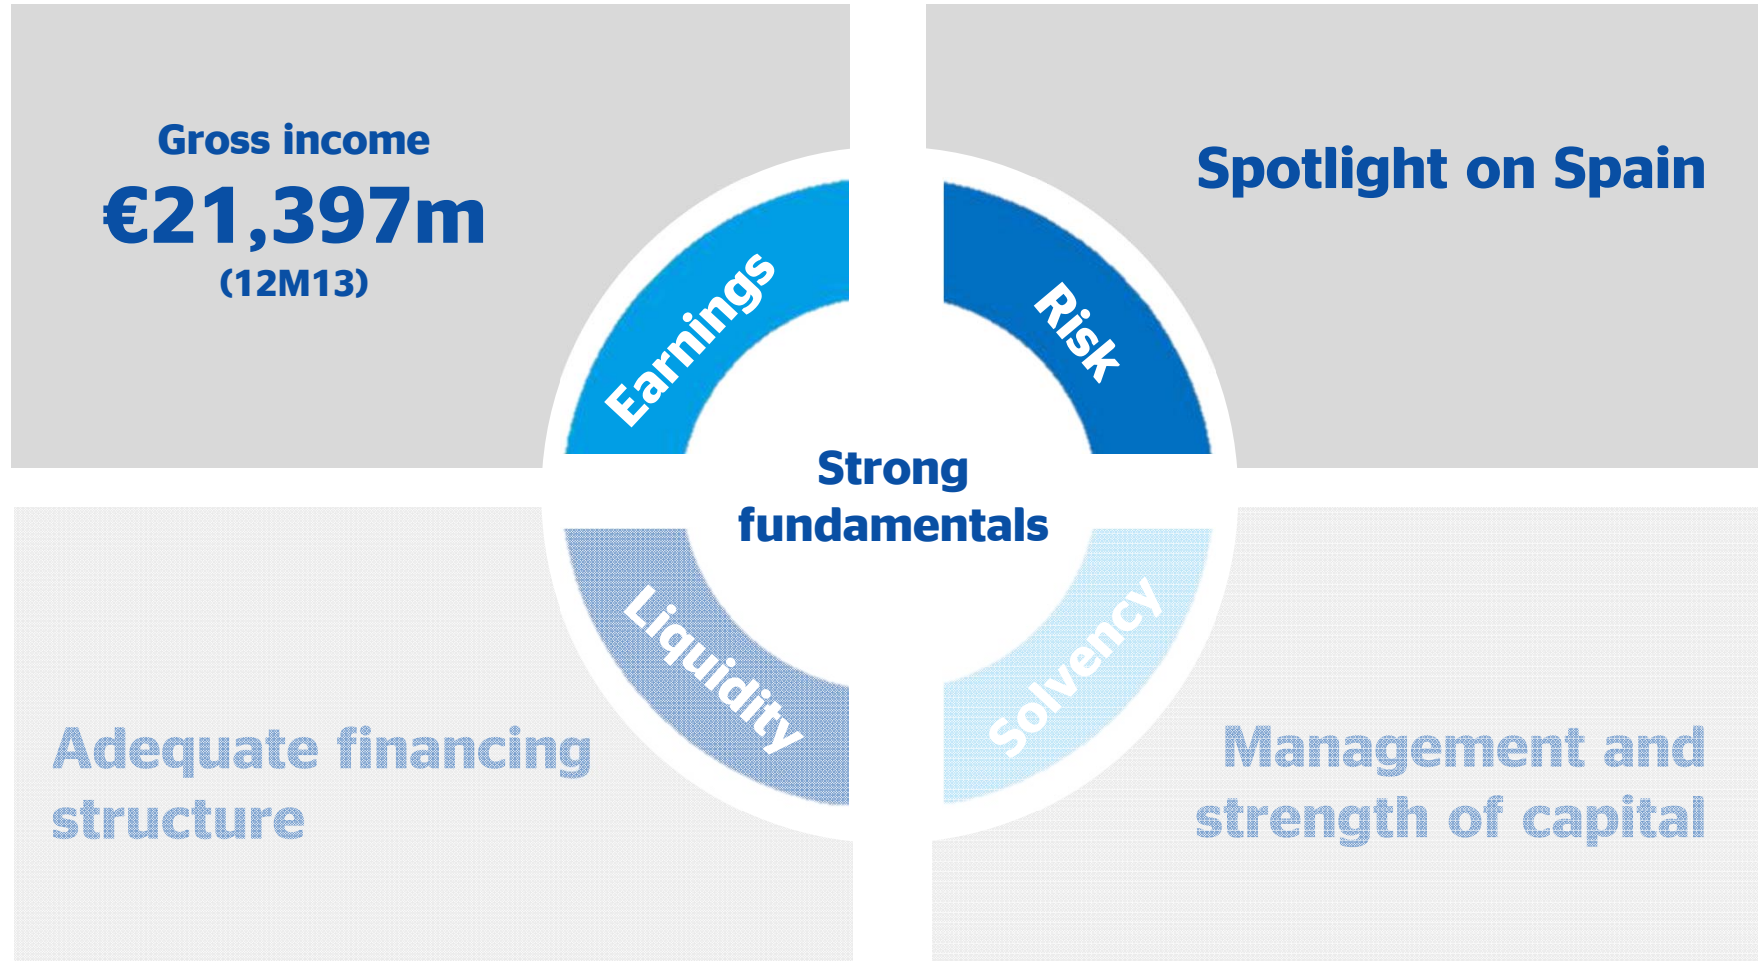 Gross income
€21,397m
(12M13)
Earnings
Risk
Spotlight on Spain
Strong
fundamentals
Liquidity
Solvency
Adequate financing
structure
Management and
strength of capital